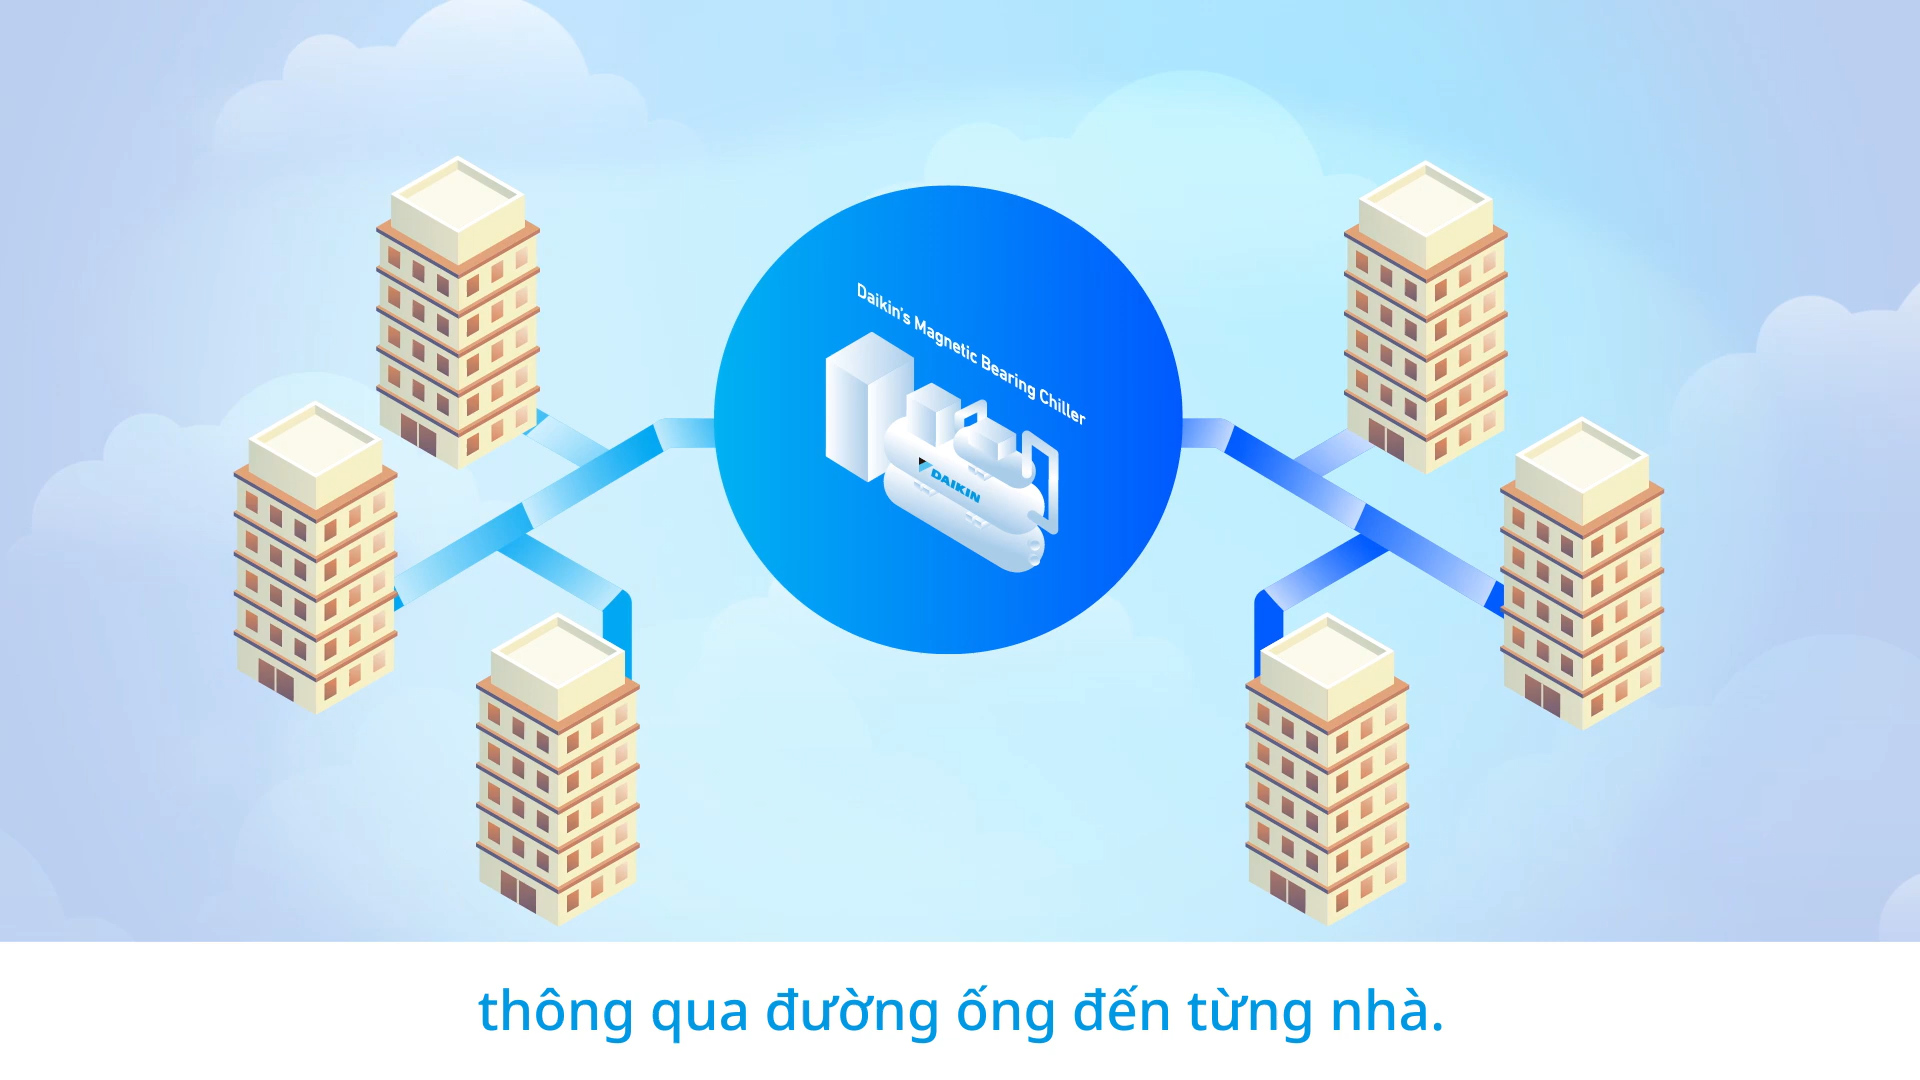 Daikin's Magnetic Bearing Chiller
DAIKIN
thông qua đường ống đến từng nhà.